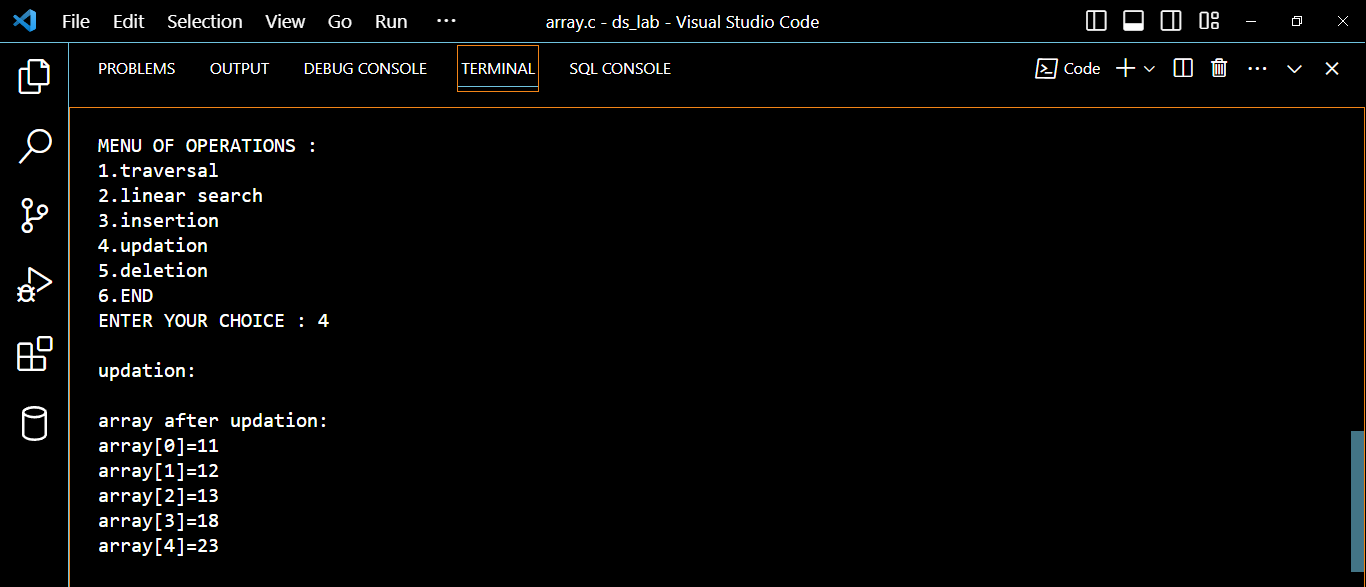 File Edit Selection View Go Run ··· array.c - ds_lab - Visual Studio Code
PROBLEMS OUTPUT DEBUG CONSOLE TERMINAL SQL CONSOLE Code
MENU OF OPERATIONS :
1.traversal
2.linear search
3.insertion
4.updation
5.deletion
6.END
ENTER YOUR CHOICE : 4
updation:
array after updation:
array[0]=11
array[1]=12
array[2]=13
array[3]=18
array[4]=23